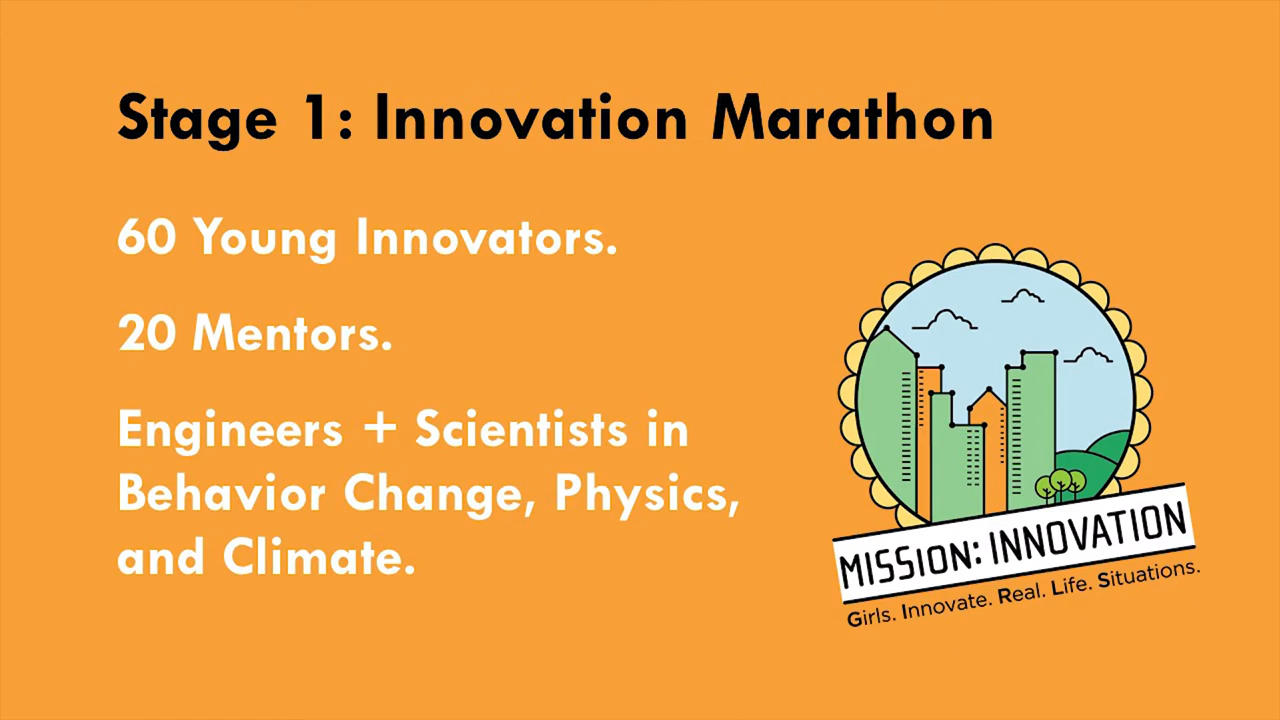 Stage 1: Innovation Marathon
60 Young Innovators.
20 Mentors.
Engineers + Scientists in
Behavior Change, Physics,
and Climate.
MISSION: INNOVATION
Girls. Innovate. Real. Life. Situations.